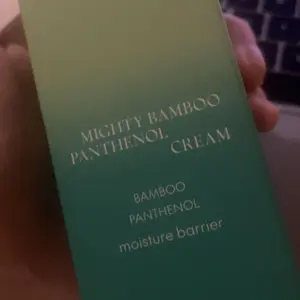 MIGHTY BAMBOO
PANTHENOL
CREAM
BAMBOO
PANTHENOL
moisture barrier